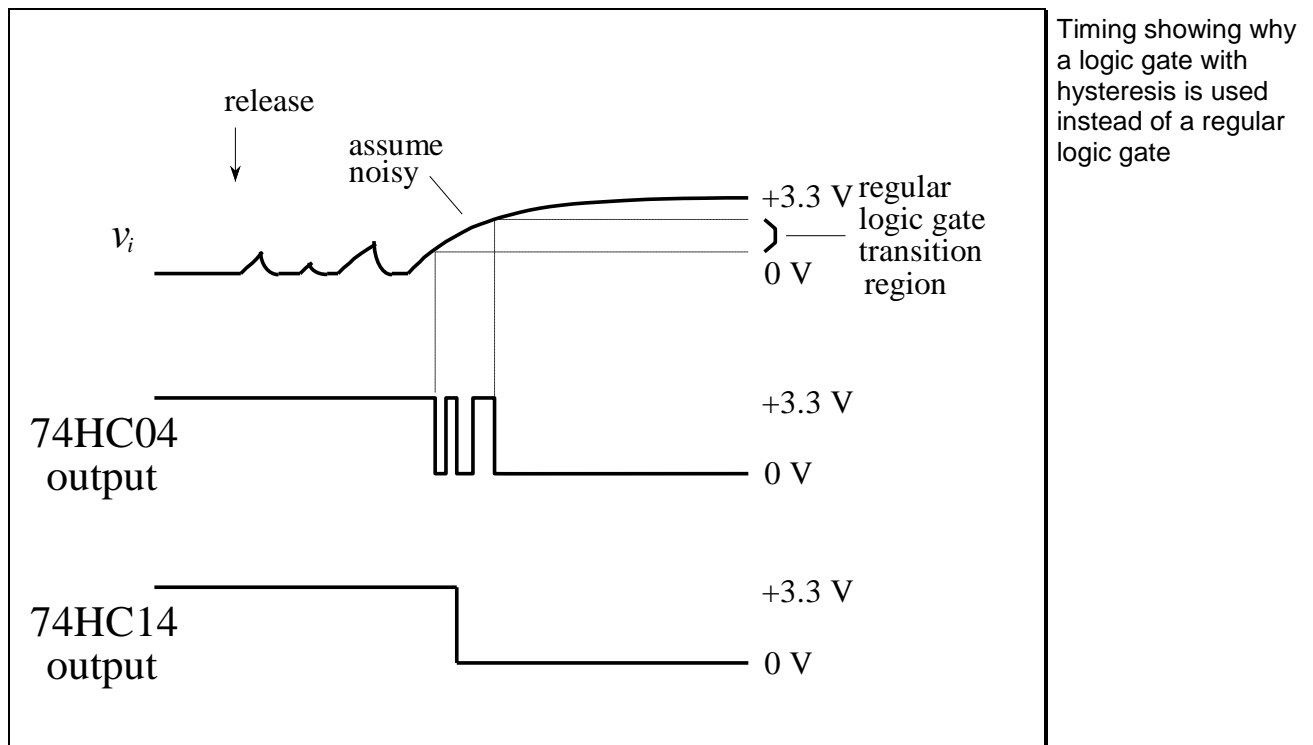 Timing showing why
a logic gate with
hysteresis is used
instead of a regular
logic gate
release
assume
noisy
+3.3 V
regular
logic gate
transition
region
0 V
vi
+3.3 V
74HC04
output
0 V
+3.3 V
74HC14
output
0 V